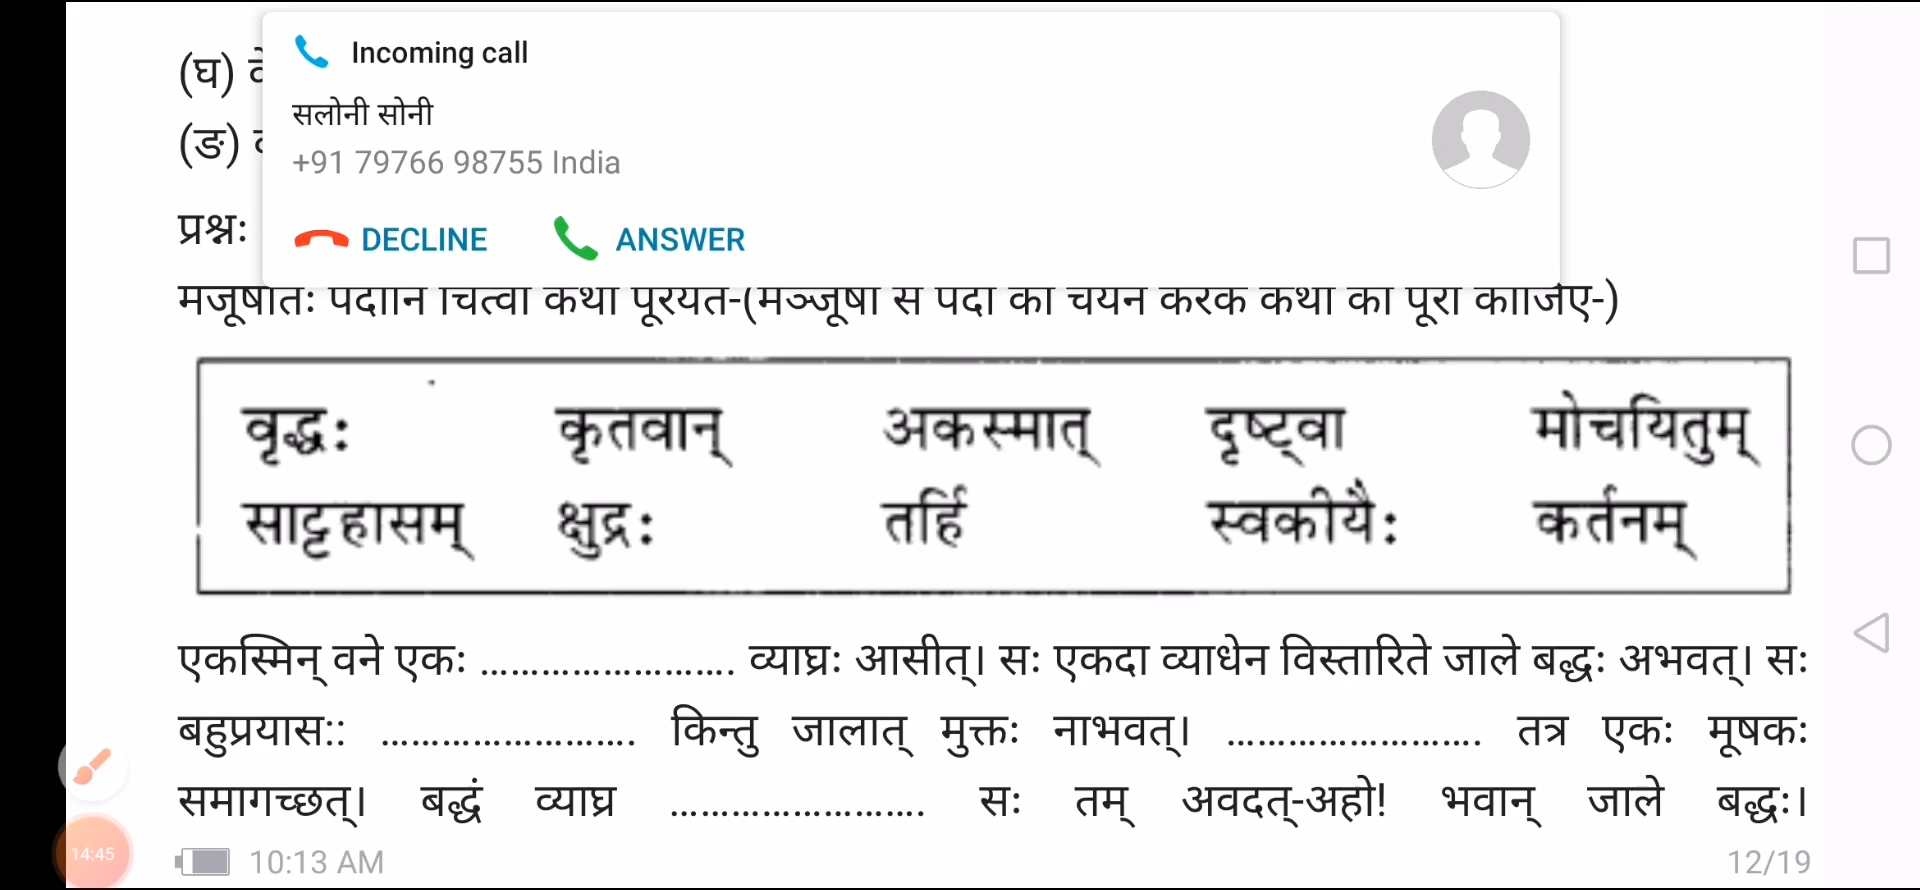 (घ)
Incoming call
सलोनी सोनी
(ङ)
+91 79766 98755 India
प्रश्नः
DECLINE ANSWER
मञ्जूषातः पदानि चित्वा कथां पूरयत-(मञ्जूषा से पदों का चयन करके कथा को पूरा कीजिए-)
वृद्धः कृतवान् अकस्मात् दृष्ट्वा मोचयितुम्
साट्टहासम् क्षुद्रः तर्हि स्वकीयैः कर्तनम्
एकस्मिन् वने एकः ......................... व्याघ्रः आसीत्। सः एकदा व्याधेन विस्तारिते जाले बद्धः अभवत्। सः
बहुप्रयासः: ......................... किन्तु जालात् मुक्तः नाभवत्। ......................... तत्र एकः मूषकः
समागच्छत्। बद्धं व्याघ्र ......................... सः तम् अवदत्-अहो! भवान् जाले बद्धः।
14:45
10:13 AM 12/19